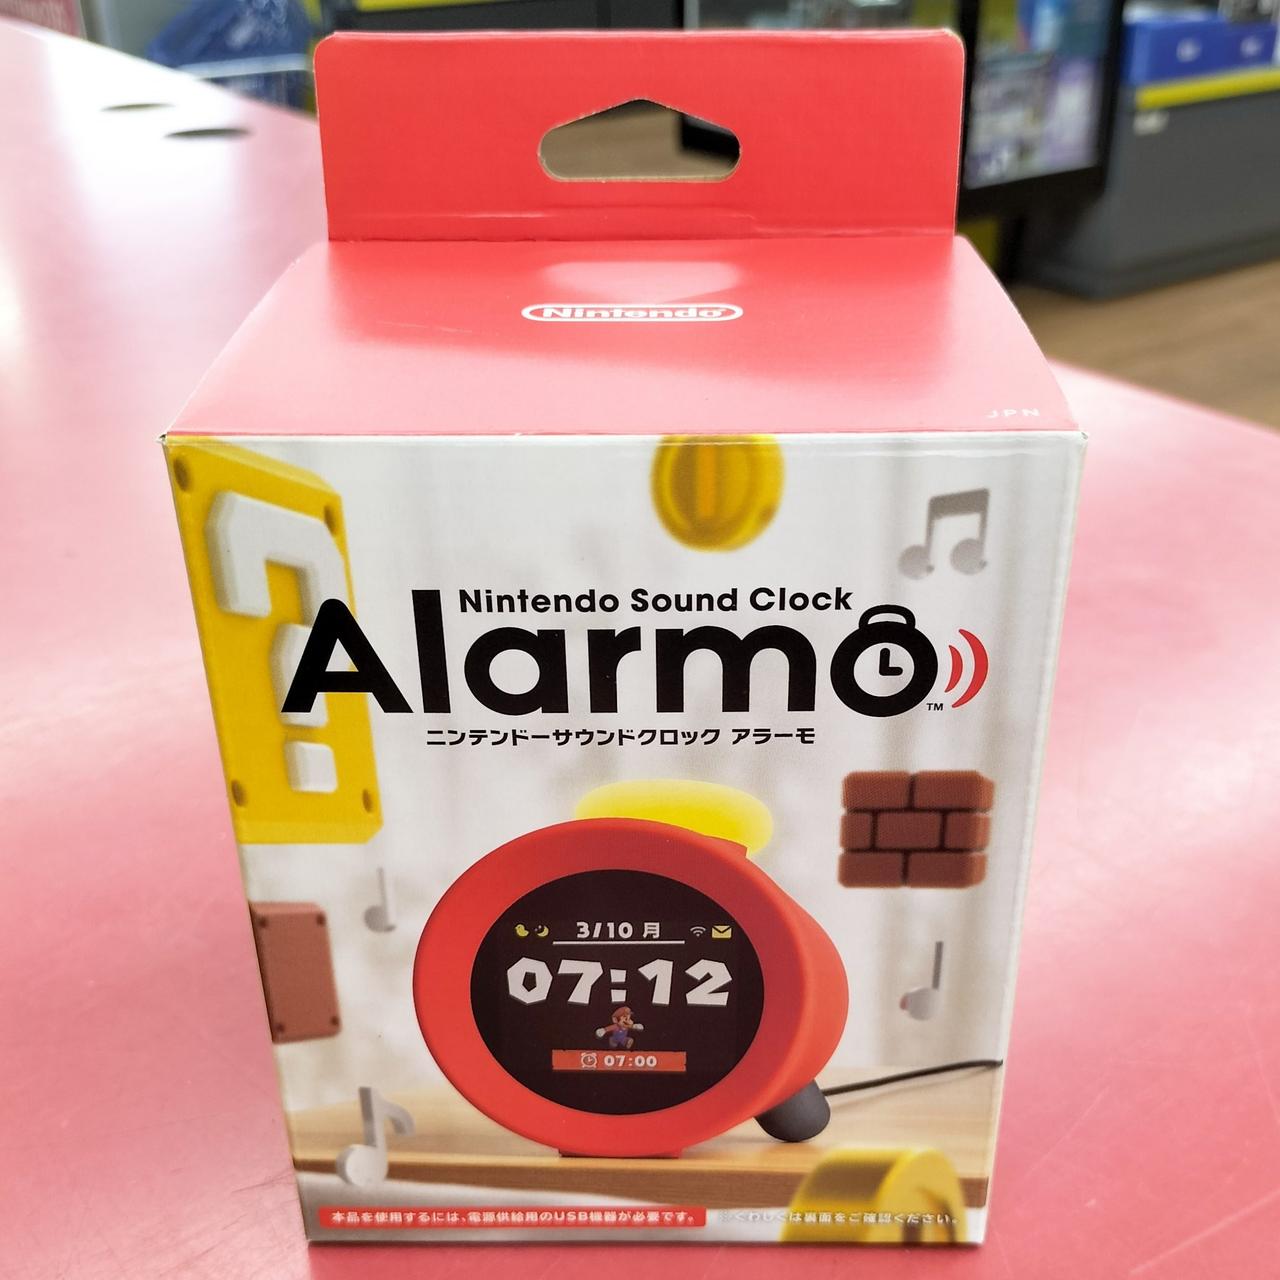 Nintendo
JPN
Nintendo Sound Clock
Alarmo
TM
ニンテンドーサウンドクロック アラーモ
3/10 月
07:12
07:00
本品を使用するには、電源供給用のUSB機器が必要です。 ※くわしくは裏面をご確認ください。